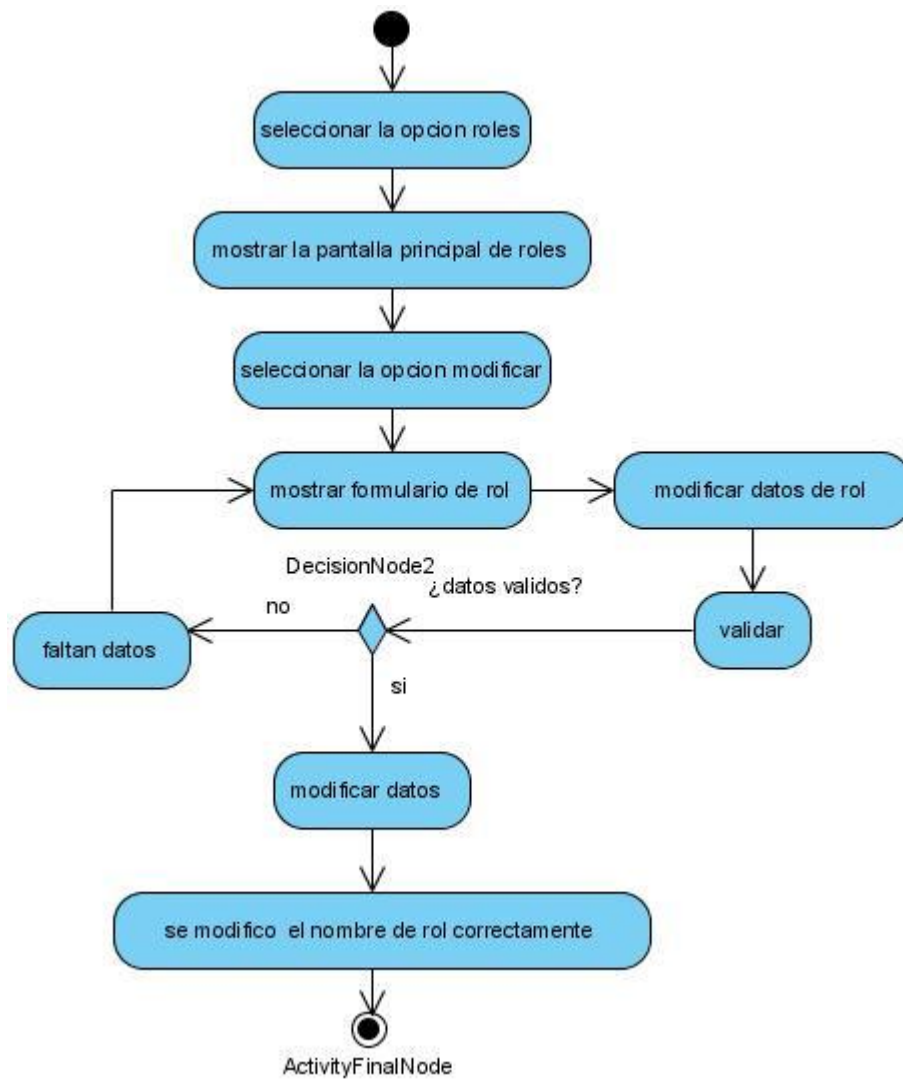 seleccionar la opcion roles
mostrar la pantalla principal de roles
seleccionar la opcion modificar
mostrar formulario de rol
modificar datos de rol
DecisionNode2
¿datos validos?
no
validar
faltan datos
si
modificar datos
se modifico el nombre de rol correctamente
ActivityFinalNode